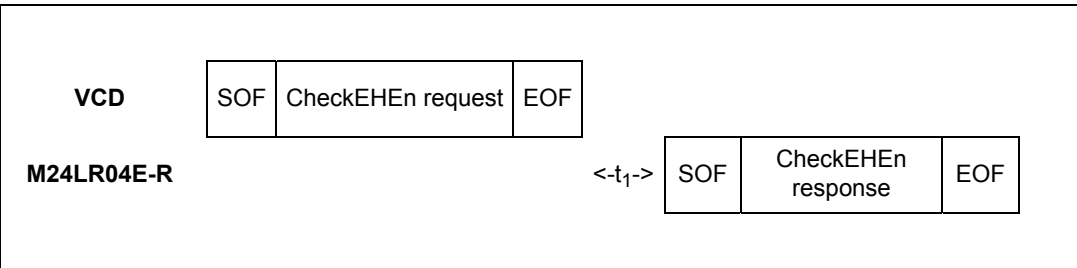 VCD SOF CheckEHEn request EOF
M24LR04E-R <-t1-> SOF CheckEHEn response EOF